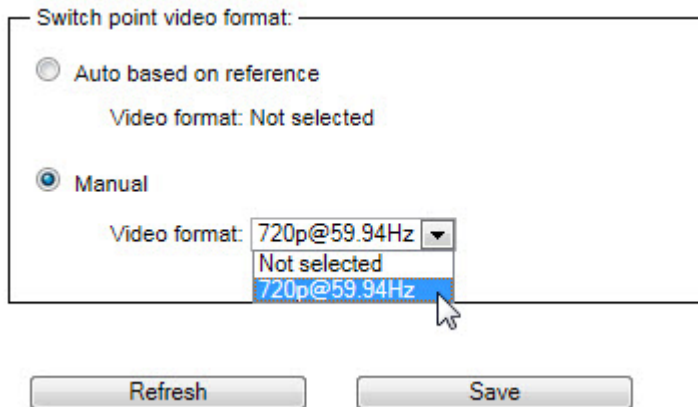 Switch point video format:
Auto based on reference
Video format: Not selected
Manual
Video format: 720p@59.94Hz
Not selected
720p@59.94Hz
Refresh Save